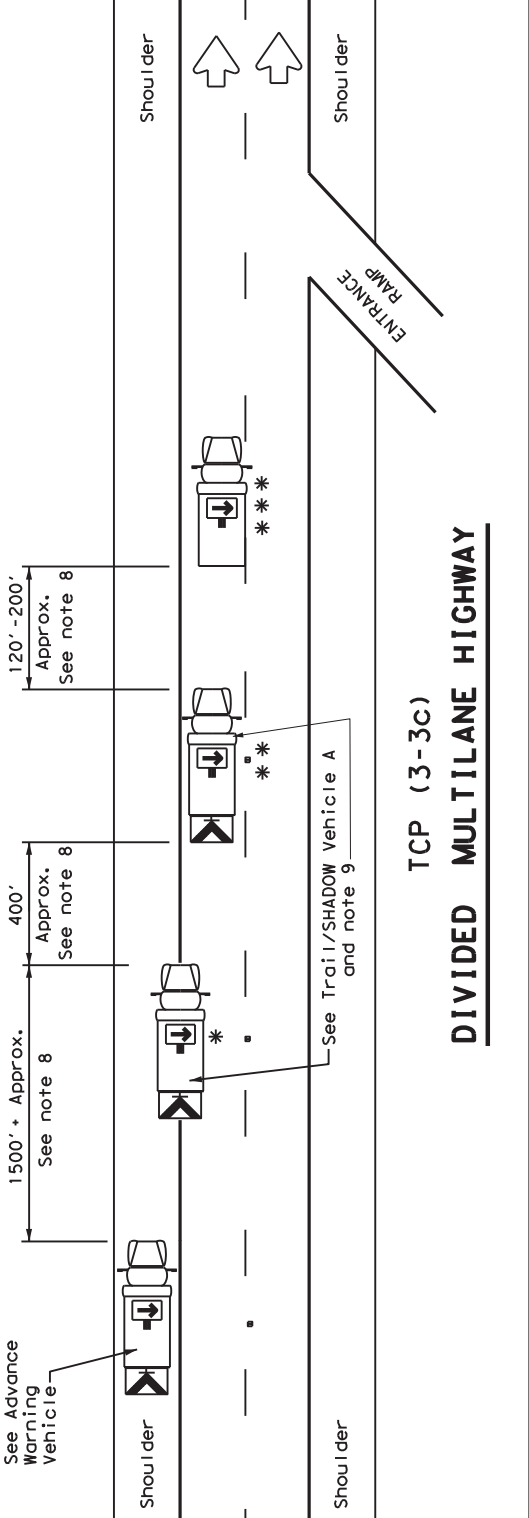 Shoulder
Shoulder
ENTRANCE
RAMP
120'-200'
Approx.
See note 8
400'
Approx.
See note 8
1500'+ Approx.
See note 8
See Trail/SHADOW Vehicle A
and note 9
See Advance
Warning
Vehicle
Shoulder
Shoulder
TCP (3-3c)
DIVIDED MULTILANE HIGHWAY